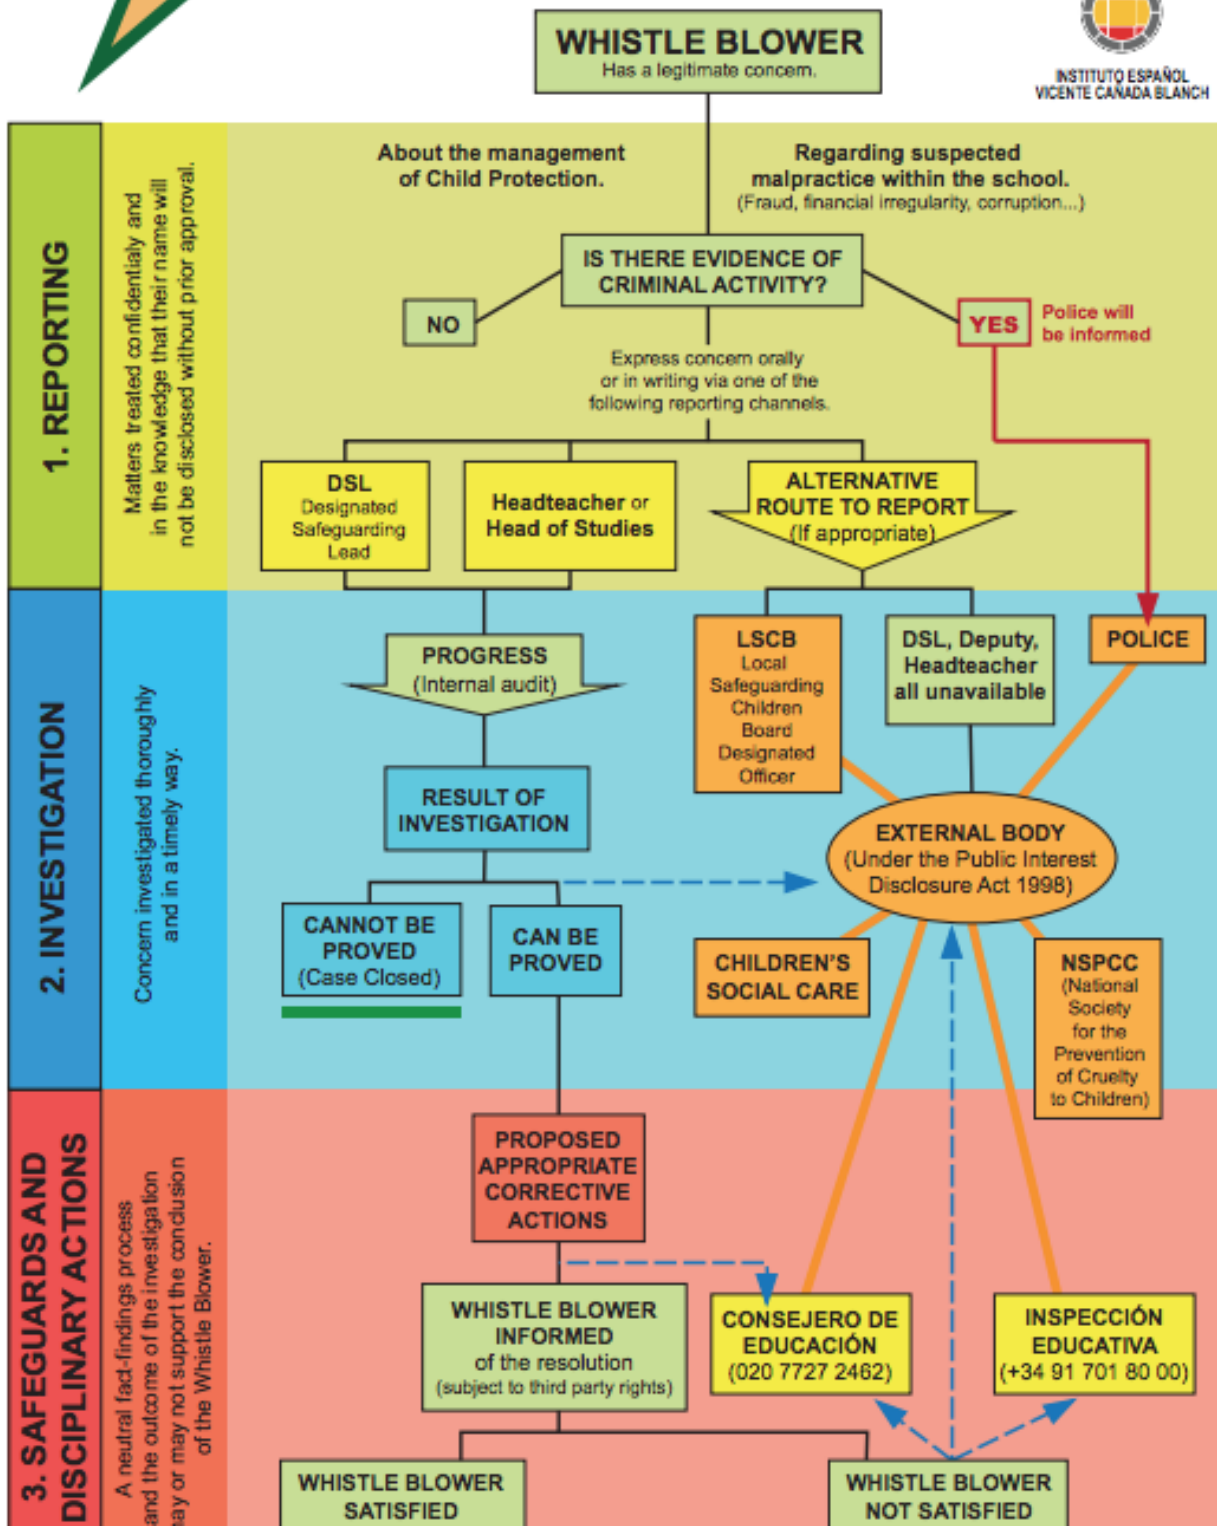 WHISTLE BLOWER
Has a legitimate concern.
INSTITUTO ESPAÑOL
VICENTE CAÑADA BLANCH
1. REPORTING
Matters treated confidentialy and
in the knowledge that their name will
not be disclosed without prior approval.
About the management
of Child Protection.
Regarding suspected
malpractice within the school.
(Fraud, financial irregularity, corruption...)
IS THERE EVIDENCE OF
CRIMINAL ACTIVITY?
NO
YES
Police will
be informed
Express concern orally
or in writing via one of the
following reporting channels.
DSL
Designated
Safeguarding
Lead
Headteacher or
Head of Studies
ALTERNATIVE
ROUTE TO REPORT
(If appropriate)
2. INVESTIGATION
Concern investigated thoroughly
and in a timely way.
PROGRESS
(Internal audit)
LSCB
Local
Safeguarding
Children
Board
Designated
Officer
DSL, Deputy,
Headteacher
all unavailable
POLICE
RESULT OF
INVESTIGATION
EXTERNAL BODY
(Under the Public Interest
Disclosure Act 1998)
CANNOT BE
PROVED
(Case Closed)
CAN BE
PROVED
CHILDREN'S
SOCIAL CARE
NSPCC
(National
Society
for the
Prevention
of Cruelty
to Children)
3. SAFEGUARDS AND
DISCIPLINARY ACTIONS
A neutral fact-findings process
and the outcome of the investigation
may or may not support the conclusion
of the Whistle Blower.
PROPOSED
APPROPRIATE
CORRECTIVE
ACTIONS
WHISTLE BLOWER
INFORMED
of the resolution
(subject to third party rights)
CONSEJERO DE
EDUCACIÓN
(020 7727 2462)
INSPECCIÓN
EDUCATIVA
(+34 91 701 80 00)
WHISTLE BLOWER
SATISFIED
WHISTLE BLOWER
NOT SATISFIED